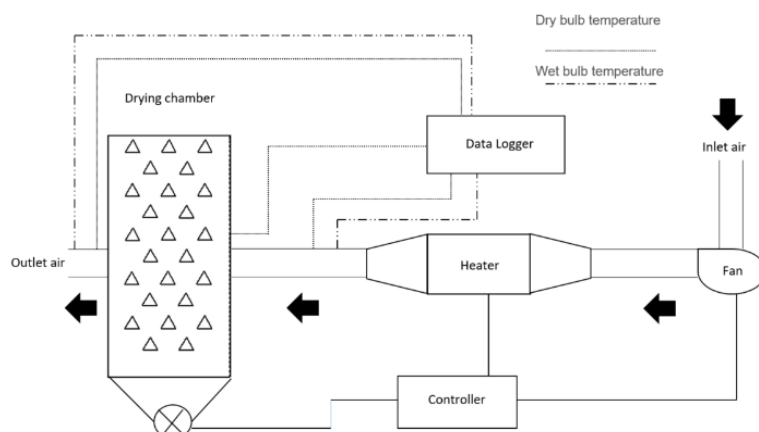 Dry bulb temperature
Wet bulb temperature
Drying chamber
Data Logger
Inlet air
Outlet air
Heater
Fan
Controller